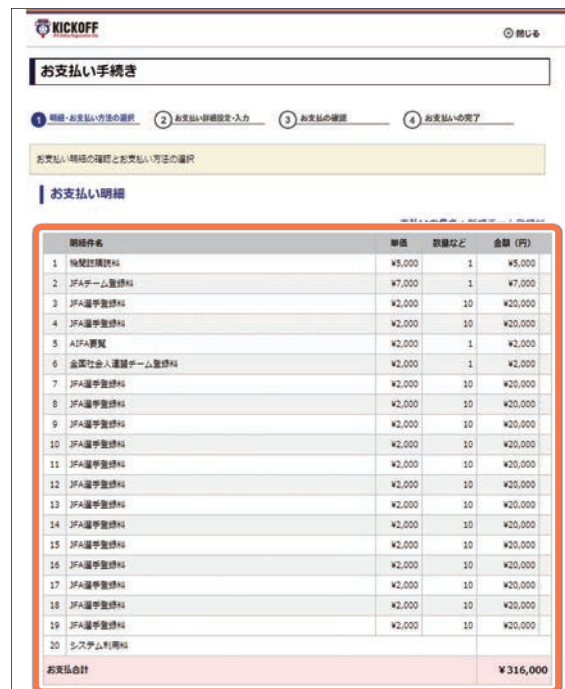 KICKOFF
閉じる
お支払い手続き
1 明細・お支払い方法の選択 2 お支払い詳細設定・入力 3 お支払の確認 4 お支払いの完了
お支払い明細の確認とお支払い方法の選択
お支払い明細
明細件名 単価 数量など 金額（円）
1 機関誌購読料 ¥5,000 1 ¥5,000
2 JFAチーム登録料 ¥7,000 1 ¥7,000
3 JFA選手登録料 ¥2,000 10 ¥20,000
4 JFA選手登録料 ¥2,000 10 ¥20,000
5 AIFA要覧 ¥2,000 1 ¥2,000
6 全国社会人連盟チーム登録料 ¥2,000 1 ¥2,000
7 JFA選手登録料 ¥2,000 10 ¥20,000
8 JFA選手登録料 ¥2,000 10 ¥20,000
9 JFA選手登録料 ¥2,000 10 ¥20,000
10 JFA選手登録料 ¥2,000 10 ¥20,000
11 JFA選手登録料 ¥2,000 10 ¥20,000
12 JFA選手登録料 ¥2,000 10 ¥20,000
13 JFA選手登録料 ¥2,000 10 ¥20,000
14 JFA選手登録料 ¥2,000 10 ¥20,000
15 JFA選手登録料 ¥2,000 10 ¥20,000
16 JFA選手登録料 ¥2,000 10 ¥20,000
17 JFA選手登録料 ¥2,000 10 ¥20,000
18 JFA選手登録料 ¥2,000 10 ¥20,000
19 JFA選手登録料 ¥2,000 10 ¥20,000
20 システム利用料
お支払合計 ¥316,000